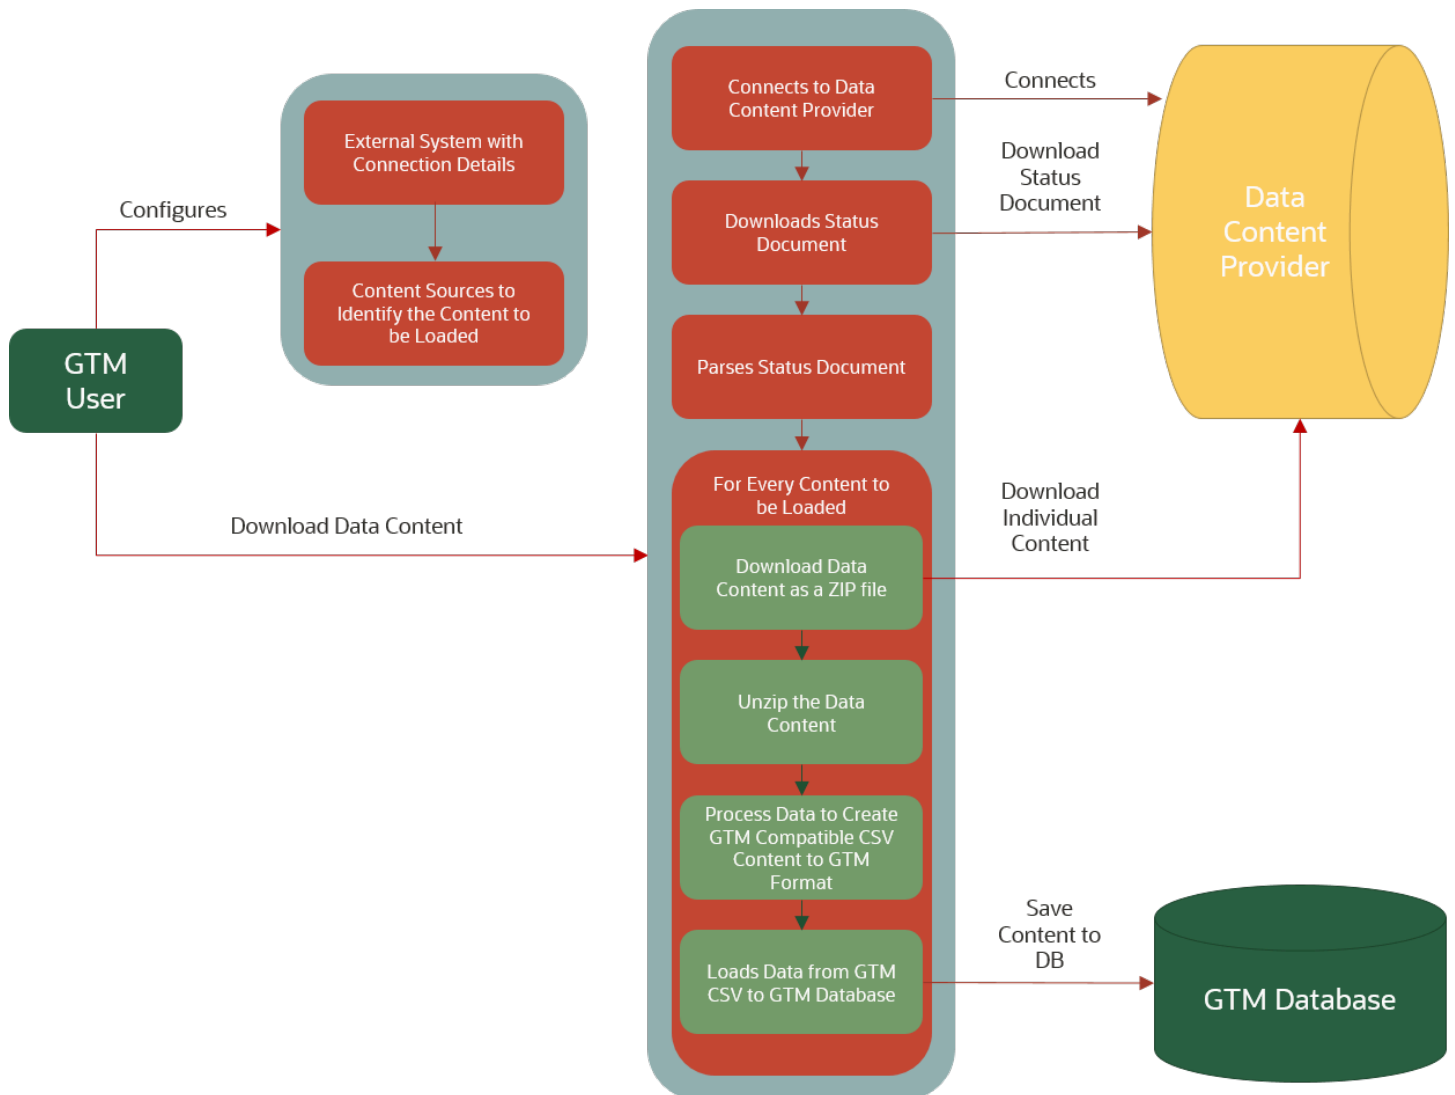 Configures
GTM
User
Download Data Content
External System with
Connection Details
Content Sources to
Identify the Content to
be Loaded
Connects to Data
Content Provider
Downloads Status
Document
Parses Status Document
For Every Content to
be Loaded
Download Data
Content as a ZIP file
Unzip the Data
Content
Process Data to Create
GTM Compatible CSV
Content to GTM
Format
Loads Data from GTM
CSV to GTM Database
Connects
Download
Status
Document
Download
Individual
Content
Save
Content to
DB
Data
Content
Provider
GTM Database